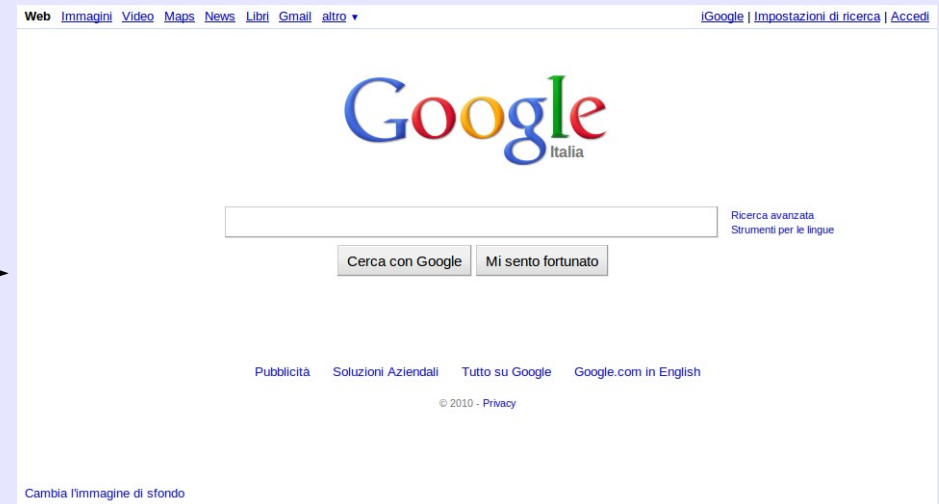 Web Immagini Video Maps News Libri Gmail altro ▼ iGoogle | Impostazioni di ricerca | Accedi
Google
Italia
Ricerca avanzata
Strumenti per le lingue
Cerca con Google Mi sento fortunato
Pubblicità Soluzioni Aziendali Tutto su Google Google.com in English
© 2010 - Privacy
Cambia l'immagine di sfondo